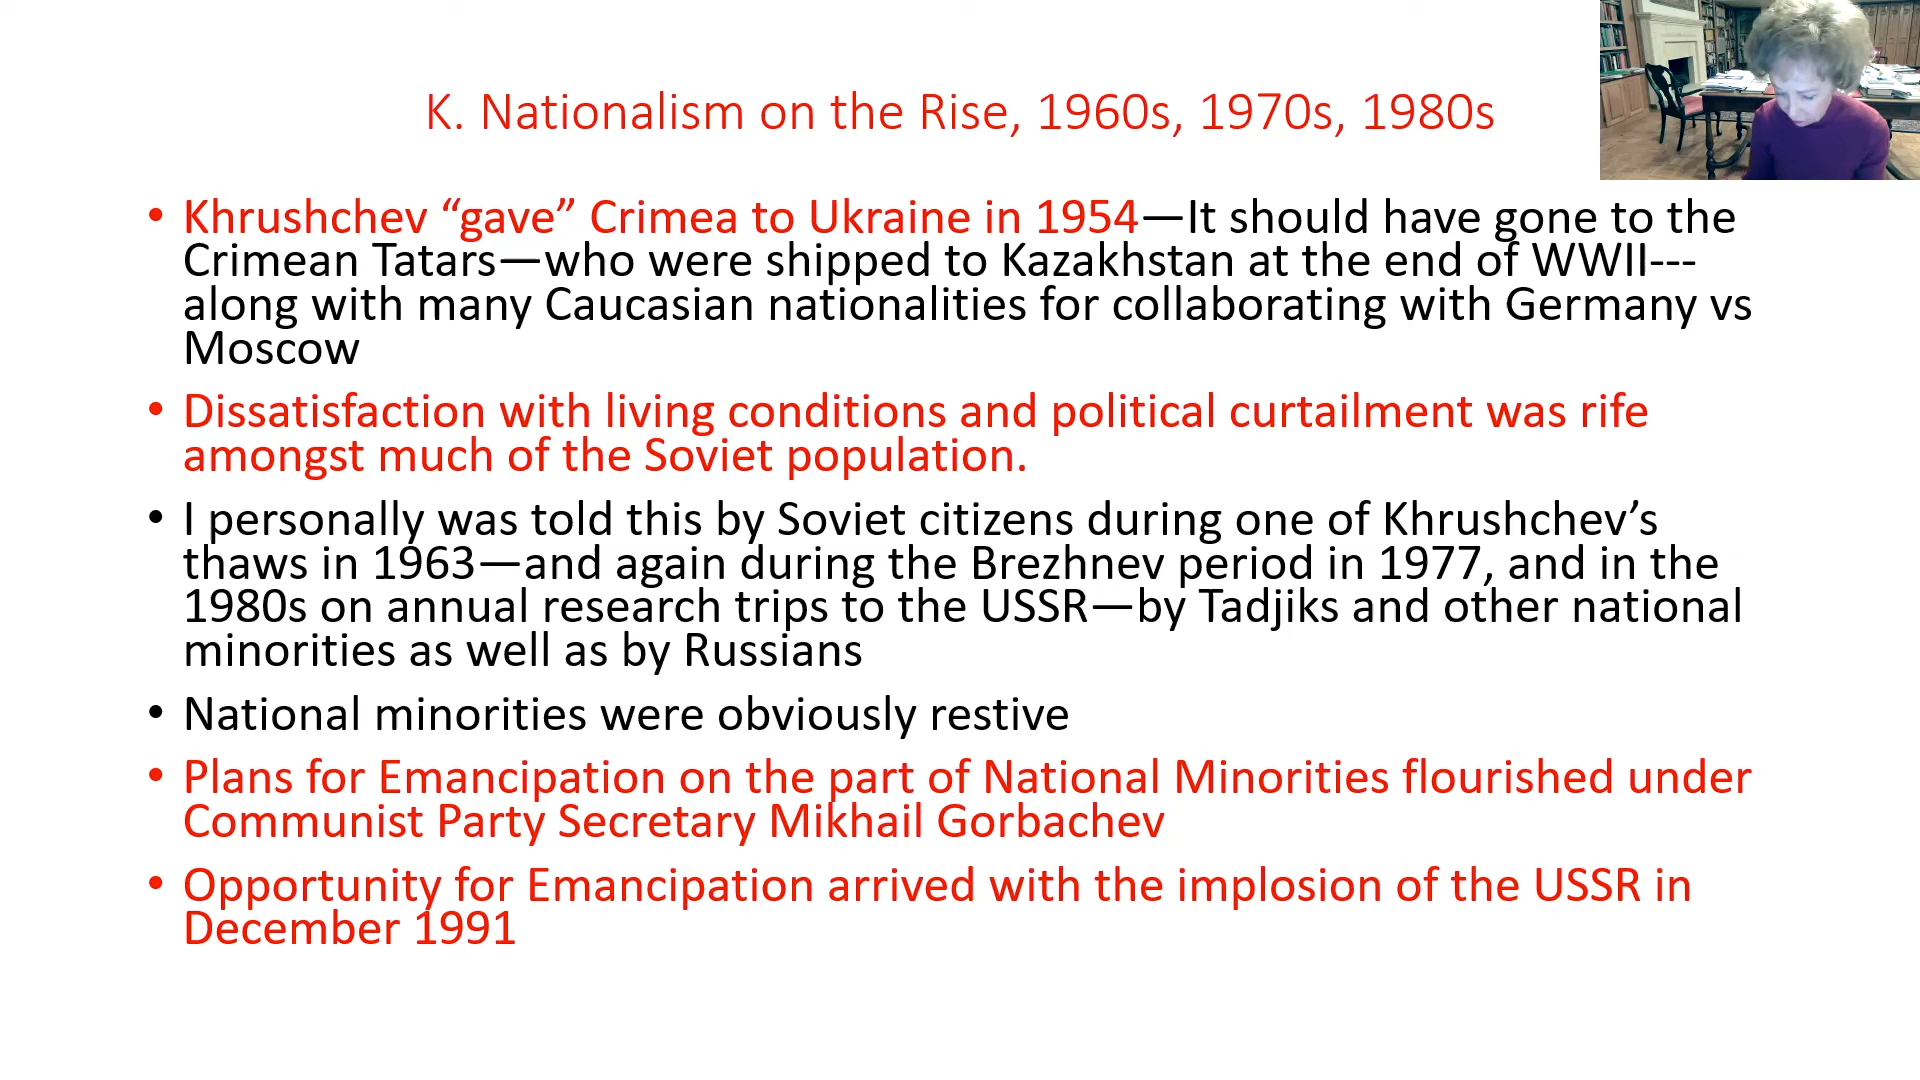 K. Nationalism on the Rise, 1960s, 1970s, 1980s
• Khrushchev “gave” Crimea to Ukraine in 1954—It should have gone to the
Crimean Tatars—who were shipped to Kazakhstan at the end of WWII---
along with many Caucasian nationalities for collaborating with Germany vs
Moscow
• Dissatisfaction with living conditions and political curtailment was rife
amongst much of the Soviet population.
• I personally was told this by Soviet citizens during one of Khrushchev’s
thaws in 1963—and again during the Brezhnev period in 1977, and in the
1980s on annual research trips to the USSR—by Tadjiks and other national
minorities as well as by Russians
• National minorities were obviously restive
• Plans for Emancipation on the part of National Minorities flourished under
Communist Party Secretary Mikhail Gorbachev
• Opportunity for Emancipation arrived with the implosion of the USSR in
December 1991